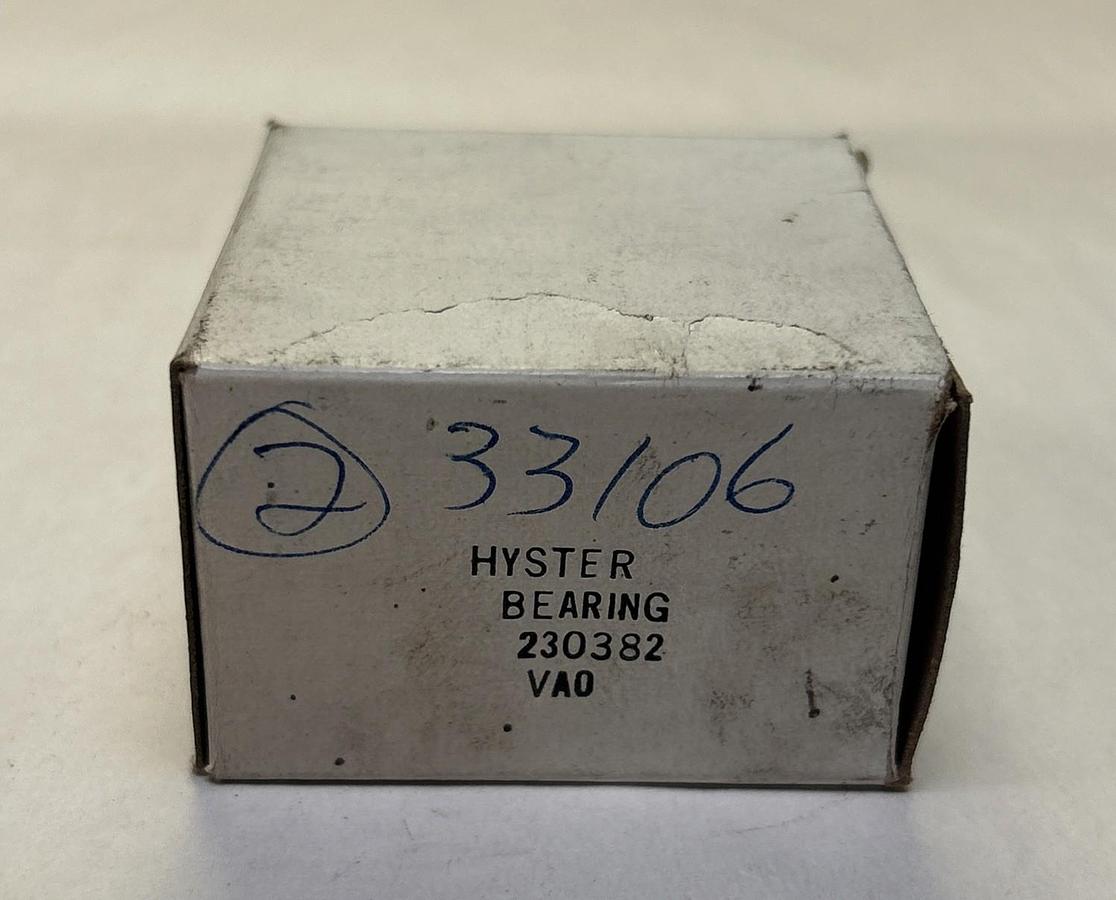 2 33106
HYSTER
BEARING
230382
VAO